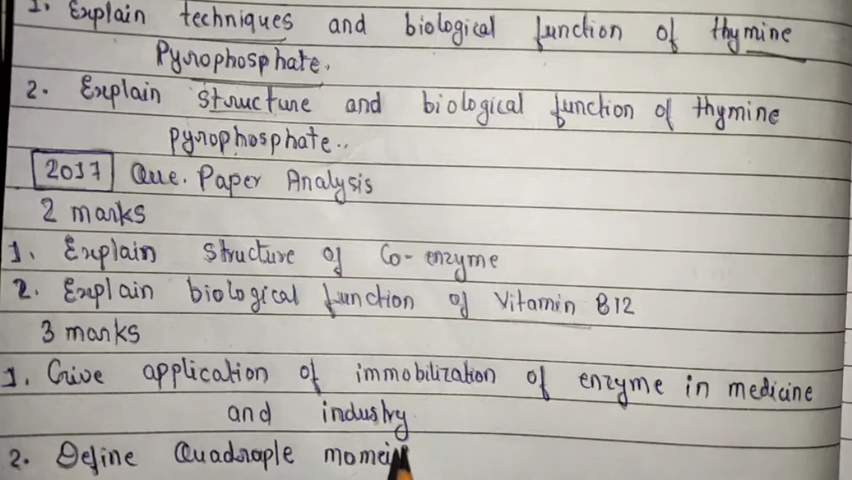 1. Explain techniques and biological function of thymine
Pyrophosphate.
2. Explain structure and biological function of thymine
pyrophosphate..
2017 Que. Paper Analysis
2 marks
1. Explain structure of Co-enzyme
2. Explain biological function of Vitamin B12
3 marks
1. Give application of immobilization of enzyme in medicine
and industry
2. Define Quadraple